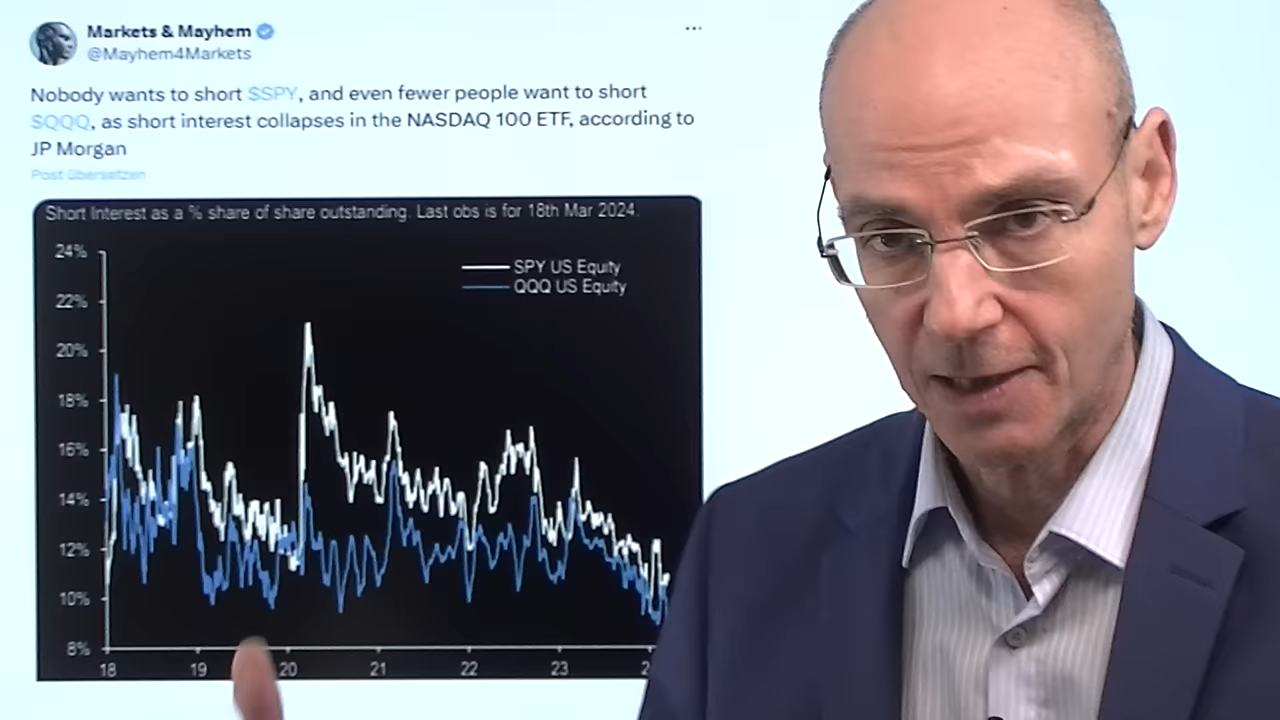 Markets & Mayhem
@Mayhem4Markets
Nobody wants to short $SPY, and even fewer people want to short
$QQQ, as short interest collapses in the NASDAQ 100 ETF, according to
JP Morgan
Post übersetzen
Short Interest as a % share of share outstanding. Last obs is for 18th Mar 2024.
24%
SPY US Equity
QQQ US Equity
22%
20%
18%
16%
14%
12%
10%
8%
18 19 20 21 22 23